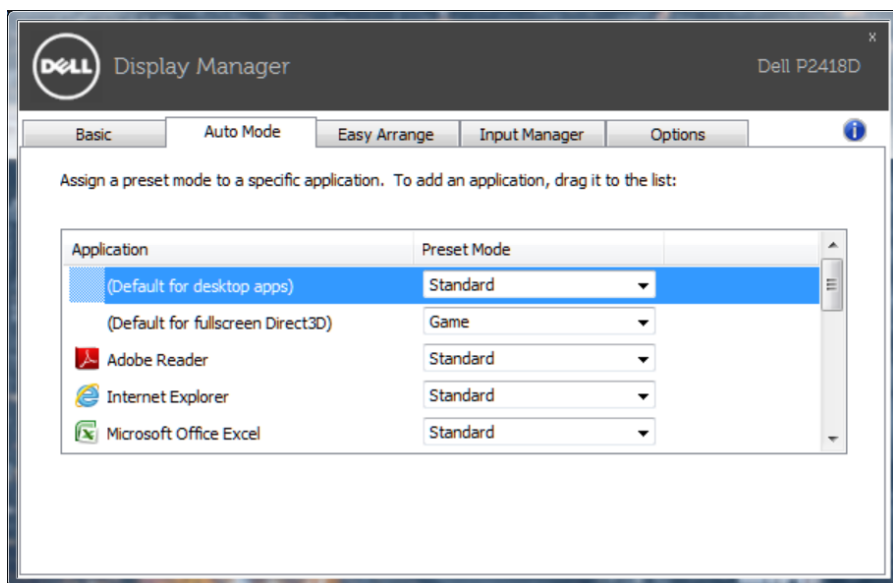 DELL Display Manager
x
Dell P2418D
Basic Auto Mode Easy Arrange Input Manager Options i
Assign a preset mode to a specific application. To add an application, drag it to the list:
Application Preset Mode
(Default for desktop apps) Standard
(Default for fullscreen Direct3D) Game
Adobe Reader Standard
Internet Explorer Standard
Microsoft Office Excel Standard